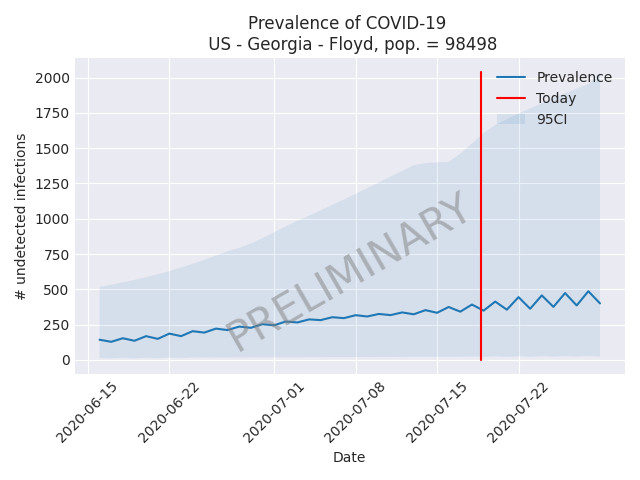 Prevalence of COVID-19
US - Georgia - Floyd, pop. = 98498
2000
1750
1500
1250
1000
750
500
250
0
# undetected infections
Prevalence
Today
95CI
PRELIMINARY
2020-06-15
2020-06-22
2020-07-01
2020-07-08
2020-07-15
2020-07-22
Date